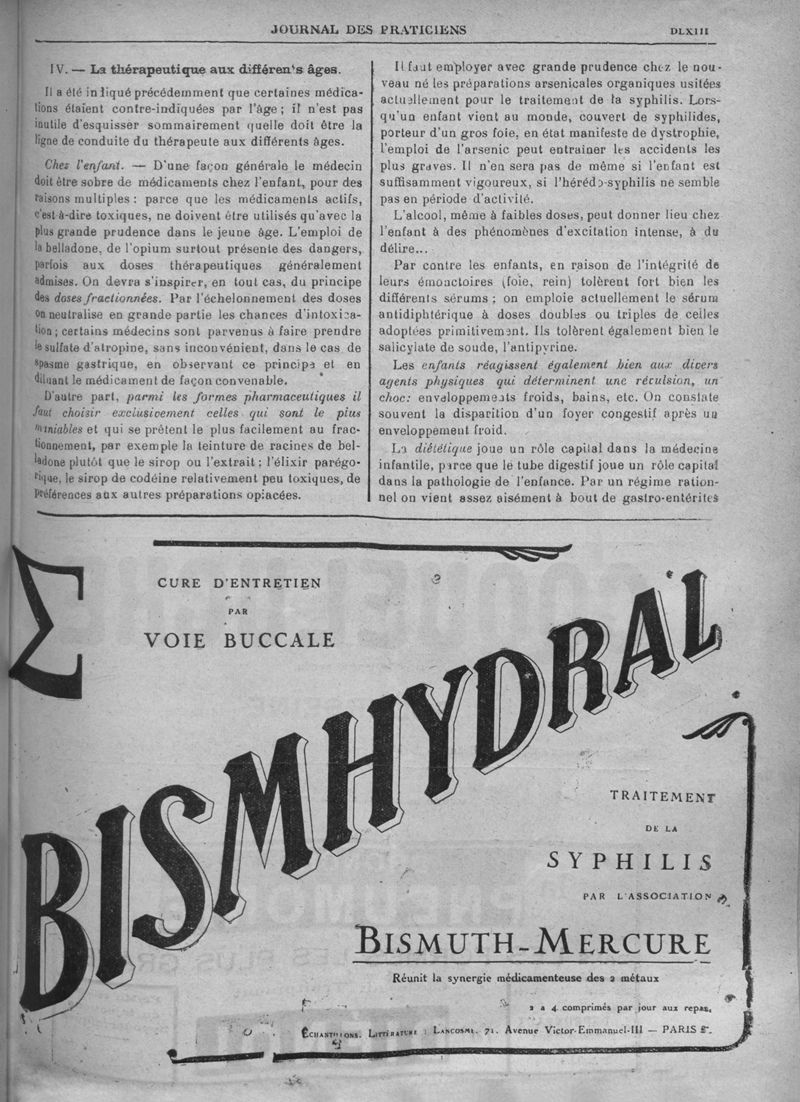 JOURNAL DES PRATICIENS
DLXIII
IV. — La thérapeutique aux différents âges.
Il a été indiqué précédemment que certaines médica-
tions étaient contre-indiquées par l'âge ; il n'est pas
inutile d'esquisser sommairement quelle doit être la
ligne de conduite du thérapeute aux différents âges.
Chez l'enfant. — D'une façon générale le médecin
doit être sobre de médicaments chez l'enfant, pour des
raisons multiples : parce que les médicaments actifs,
c'est-à-dire toxiques, ne doivent être utilisés qu'avec la
plus grande prudence dans le jeune âge. L'emploi de
la belladone, de l'opium surtout présente des dangers,
parfois aux doses thérapeutiques généralement
admises. On devra s'inspirer, en tout cas, du principe
des doses fractionnées. Par l'échelonnement des doses
on neutralise en grande partie les chances d'intoxica-
tion ; certains médecins sont parvenus à faire prendre
le sulfate d'atropine, sans inconvénient, dans le cas de
spasme gastrique, en observant ce principe et en
diluant le médicament de façon convenable.
D'autre part, parmi les formes pharmaceutiques il
faut choisir exclusivement celles qui sont le plus
maniables et qui se prêtent le plus facilement au frac-
tionnement, par exemple la teinture de racines de bel-
ladone plutôt que le sirop ou l'extrait ; l'élixir parégo-
rique, le sirop de codéine relativement peu toxiques, de
préférences aux autres préparations opiacées.
Il faut employer avec grande prudence chez le nou-
veau né les préparations arsenicales organiques usitées
actuellement pour le traitement de la syphilis. Lors-
qu'un enfant vient au monde, couvert de syphilides,
porteur d'un gros foie, en état manifeste de dystrophie,
l'emploi de l'arsenic peut entrainer les accidents les
plus graves. Il n'en sera pas de même si l'enfant est
suffisamment vigoureux, si l'hérédo-syphilis ne semble
pas en période d'activité.
L'alcool, même à faibles doses, peut donner lieu chez
l'enfant à des phénomènes d'excitation intense, à du
délire...
Par contre les enfants, en raison de l'intégrité de
leurs émonctoires (foie, rein) tolèrent fort bien les
différents sérums ; on emploie actuellement le sérum
antidiphtérique à doses doubles ou triples de celles
adoptées primitivement. Ils tolèrent également bien le
salicylate de soude, l'antipyrine.
Les enfants réagissent également bien aux divers
agents physiques qui déterminent une révulsion, un
choc : enveloppements froids, bains, etc. On constate
souvent la disparition d'un foyer congestif après un
enveloppement froid.
La diététique joue un rôle capital dans la médecine
infantile, parce que le tube digestif joue un rôle capital
dans la pathologie de l'enfance. Par un régime ration-
nel on vient assez aisément à bout de gastro-entérites
Σ
CURE D'ENTRETIEN
PAR
VOIE BUCCALE
BISMHYDRAL
TRAITEMENT
DE LA
SYPHILIS
PAR L'ASSOCIATION
BISMUTH-MERCURE
Réunit la synergie médicamenteuse des 2 métaux
2 a 4 comprimés par jour aux repas.
ÉCHANTILLONS. LITTÉRATURE : LANCOSME. 71. Avenue Victor-Emmanuel-III — PARIS 8e.